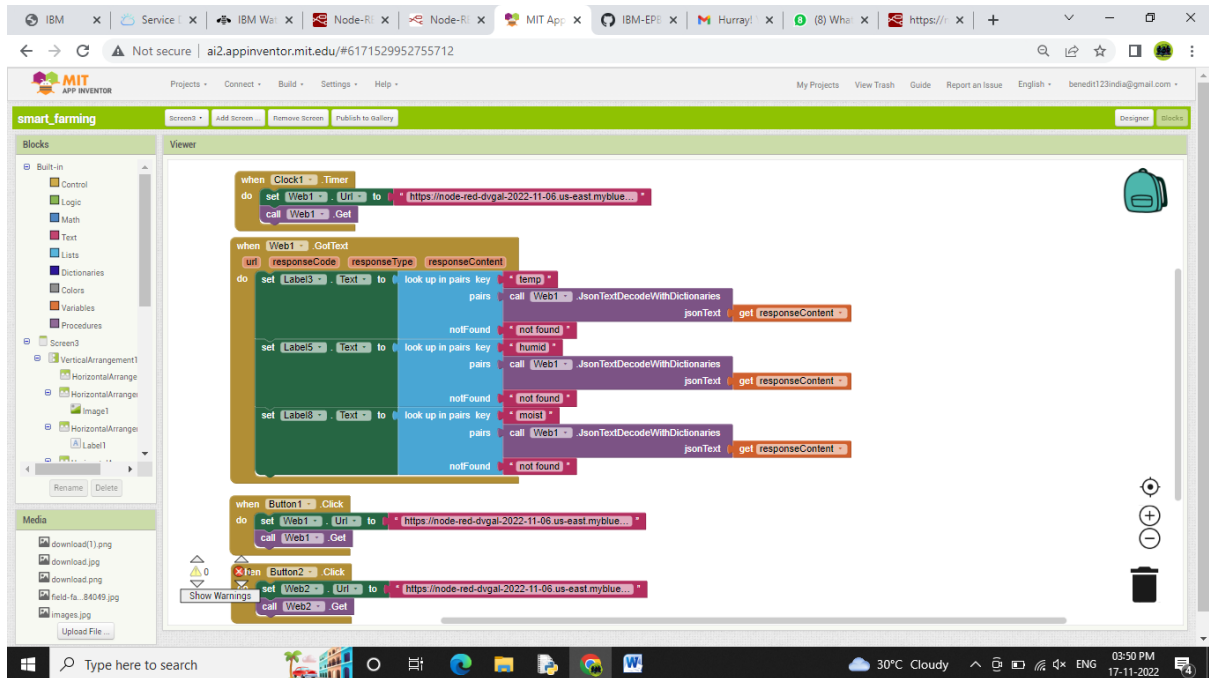 IBM
Service D
IBM Wat
Node-RE
Node-RE
MIT App
IBM-EPB
Hurray!
(8) What
https://n
Not secure | ai2.appinventor.mit.edu/#6171529952755712
MIT
APP INVENTOR
Projects Connect Build Settings Help
My Projects View Trash Guide Report an Issue English benedit123india@gmail.com
smart_farming
Screen3 Add Screen ... Remove Screen Publish to Gallery
Designer Blocks
Blocks
Viewer
Built-in
Control
Logic
Math
Text
Lists
Dictionaries
Colors
Variables
Procedures
Screen3
VerticalArrangement1
HorizontalArrange
HorizontalArrange
Image1
HorizontalArrange
Label1
Rename Delete
Media
download(1).png
download.jpg
download.png
field-fa...84049.jpg
images.jpg
Upload File ...
when Clock1 .Timer
do set Web1 . Url to " https://node-red-dvgal-2022-11-06.us-east.myblue... "
call Web1 .Get
when Web1 .GotText
url responseCode responseType responseContent
do set Label3 . Text to look up in pairs key " temp "
pairs call Web1 .JsonTextDecodeWithDictionaries
jsonText get responseContent
notFound " not found "
set Label5 . Text to look up in pairs key " humid "
pairs call Web1 .JsonTextDecodeWithDictionaries
jsonText get responseContent
notFound " not found "
set Label8 . Text to look up in pairs key " moist "
pairs call Web1 .JsonTextDecodeWithDictionaries
jsonText get responseContent
notFound " not found "
when Button1 .Click
do set Web1 . Url to " https://node-red-dvgal-2022-11-06.us-east.myblue... "
call Web1 .Get
0
Button2 .Click
Show Warnings
set Web2 . Url to " https://node-red-dvgal-2022-11-06.us-east.myblue... "
call Web2 .Get
Type here to search
30°C Cloudy
ENG
03:50 PM
17-11-2022
4